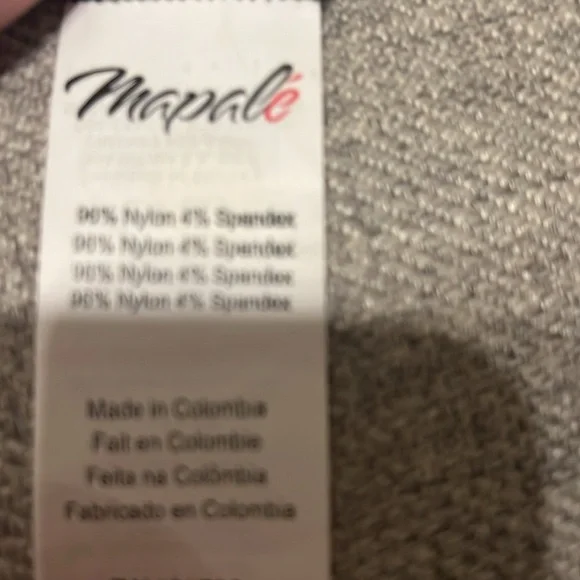 Mapalé
96% Nylon 4% Spandex
96% Nylon 4% Spandex
96% Nylon 4% Spandex
96% Nylon 4% Spandex
Made in Colombia
Fait en Colombie
Feita na Colômbia
Fabricado en Colombia